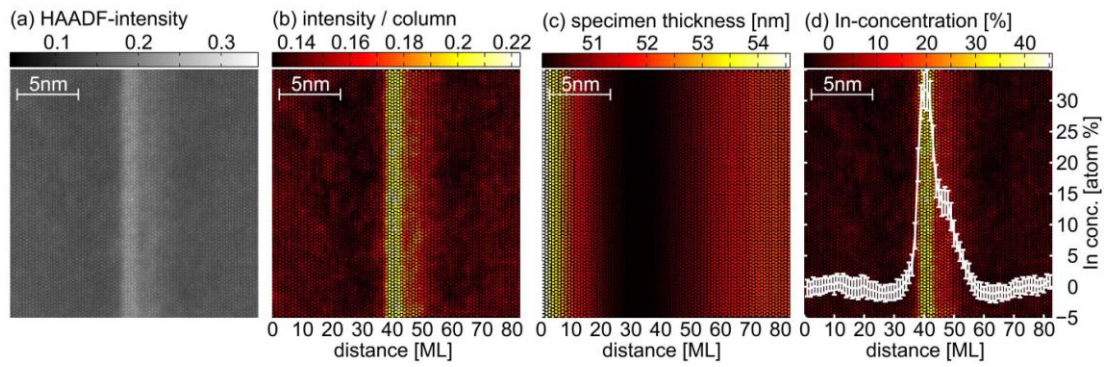 (a) HAADF-intensity
0.1 0.2 0.3
5nm
(b) intensity / column
0.14 0.16 0.18 0.2 0.22
5nm
0 10 20 30 40 50 60 70 80
distance [ML]
(c) specimen thickness [nm]
51 52 53 54
5nm
0 10 20 30 40 50 60 70 80
distance [ML]
(d) In-concentration [%]
0 10 20 30 40
5nm
0 10 20 30 40 50 60 70 80
distance [ML]
30
25
20
15
10
5
0
−5
In conc. [atom %]